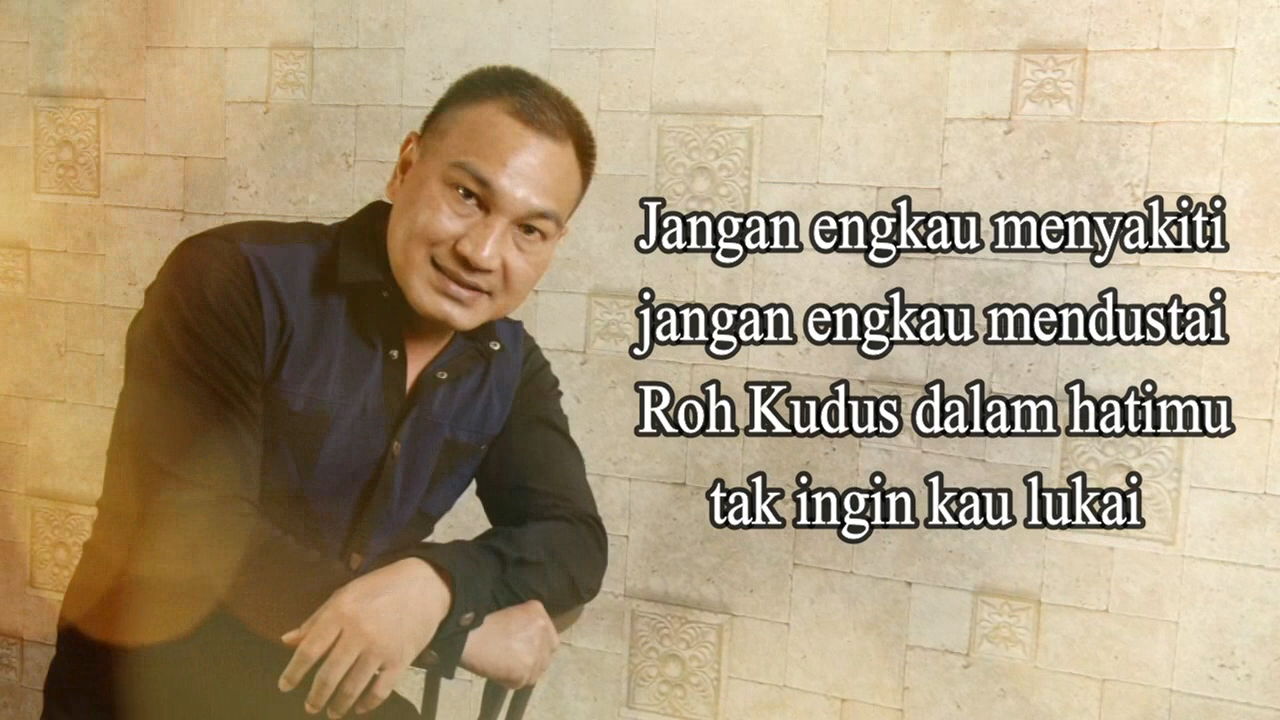 Jangan engkau menyakiti
jangan engkau mendustai
Roh Kudus dalam hatimu
tak ingin kau lukai